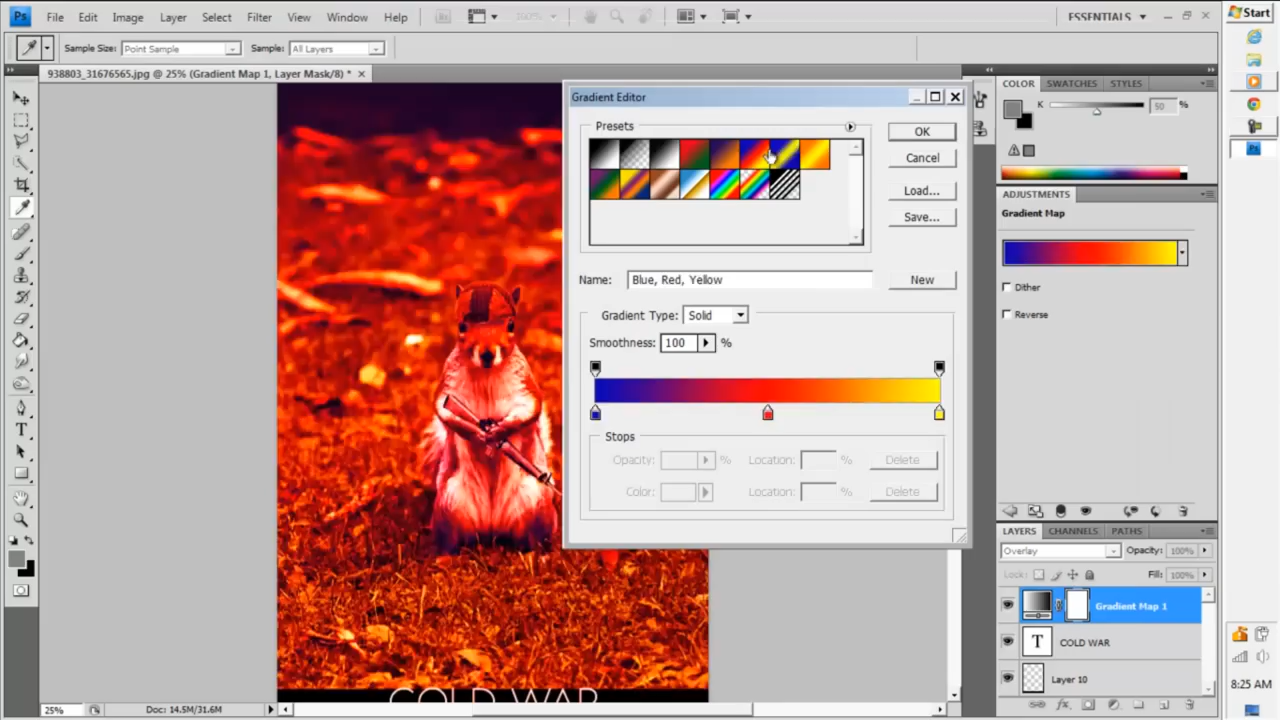 Ps File Edit Image Layer Select Filter View Window Help ESSENTIALS Start
Sample Size: Point Sample Sample: All Layers
938803_31676565.jpg @ 25% (Gradient Map 1, Layer Mask/8) * ×
Gradient Editor
Presets
OK
Cancel
Load...
Save...
Name: Blue, Red, Yellow New
Gradient Type: Solid
Smoothness: 100 %
Stops
Opacity: % Location: % Delete
Color: Location: % Delete
COLOR SWATCHES STYLES
K 50 %
ADJUSTMENTS
Gradient Map
Dither
Reverse
LAYERS CHANNELS PATHS
Overlay Opacity: 100%
Lock: Fill: 100%
Gradient Map 1
T COLD WAR
Layer 10
COLD WAR
25% Doc: 14.5M/31.6M
8:25 AM